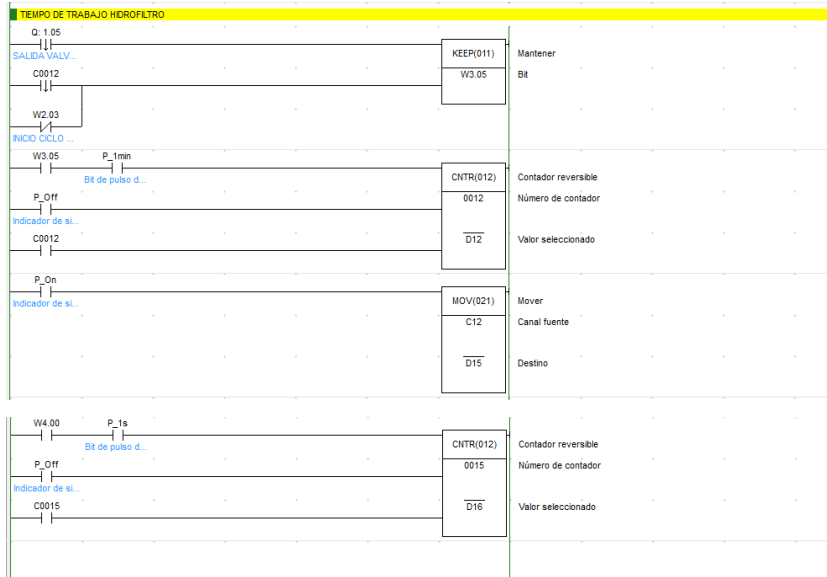 TIEMPO DE TRABAJO HIDROFILTRO
Q: 1.05
SALIDA VALV...
KEEP(011) Mantener
C0012
W3.05 Bit
W2.03
INICIO CICLO ...
W3.05 P_1min
Bit de pulso d...
CNTR(012) Contador reversible
P_Off
0012 Número de contador
Indicador de si...
C0012
D12 Valor seleccionado
P_On
Indicador de si...
MOV(021) Mover
C12 Canal fuente
D15 Destino
W4.00 P_1s
Bit de pulso d...
CNTR(012) Contador reversible
P_Off
0015 Número de contador
Indicador de si...
C0015
D16 Valor seleccionado